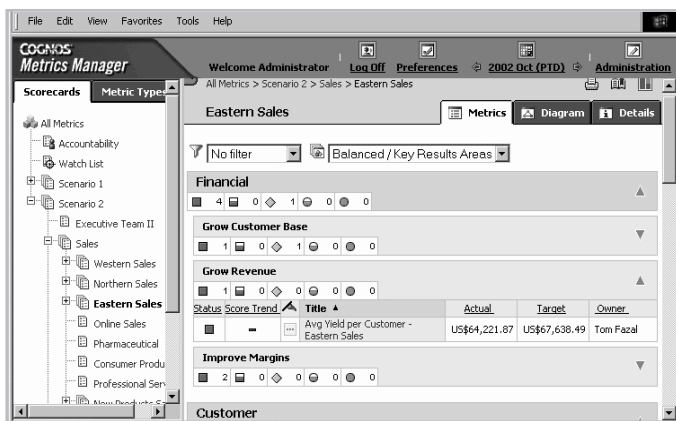 File Edit View Favorites Tools Help
COGNOS
Metrics Manager
Welcome Administrator Log Off Preferences 2002 Oct (PTD) Administration
Scorecards Metric Types
All Metrics > Scenario 2 > Sales > Eastern Sales
Eastern Sales Metrics Diagram Details
All Metrics
Accountability
Watch List
Scenario 1
Scenario 2
Executive Team II
Sales
Western Sales
Northern Sales
Eastern Sales
Online Sales
Pharmaceutical
Consumer Produ
Professional Serv
New Products Sa
No filter Balanced / Key Results Areas
Financial
4 0 1 0 0
Grow Customer Base
1 0 1 0 0
Grow Revenue
1 0 0 0 0
Status Score Trend Title Actual Target Owner
Avg Yield per Customer - Eastern Sales US$64,221.87 US$67,638.49 Tom Fazal
Improve Margins
2 0 0 0 0
Customer